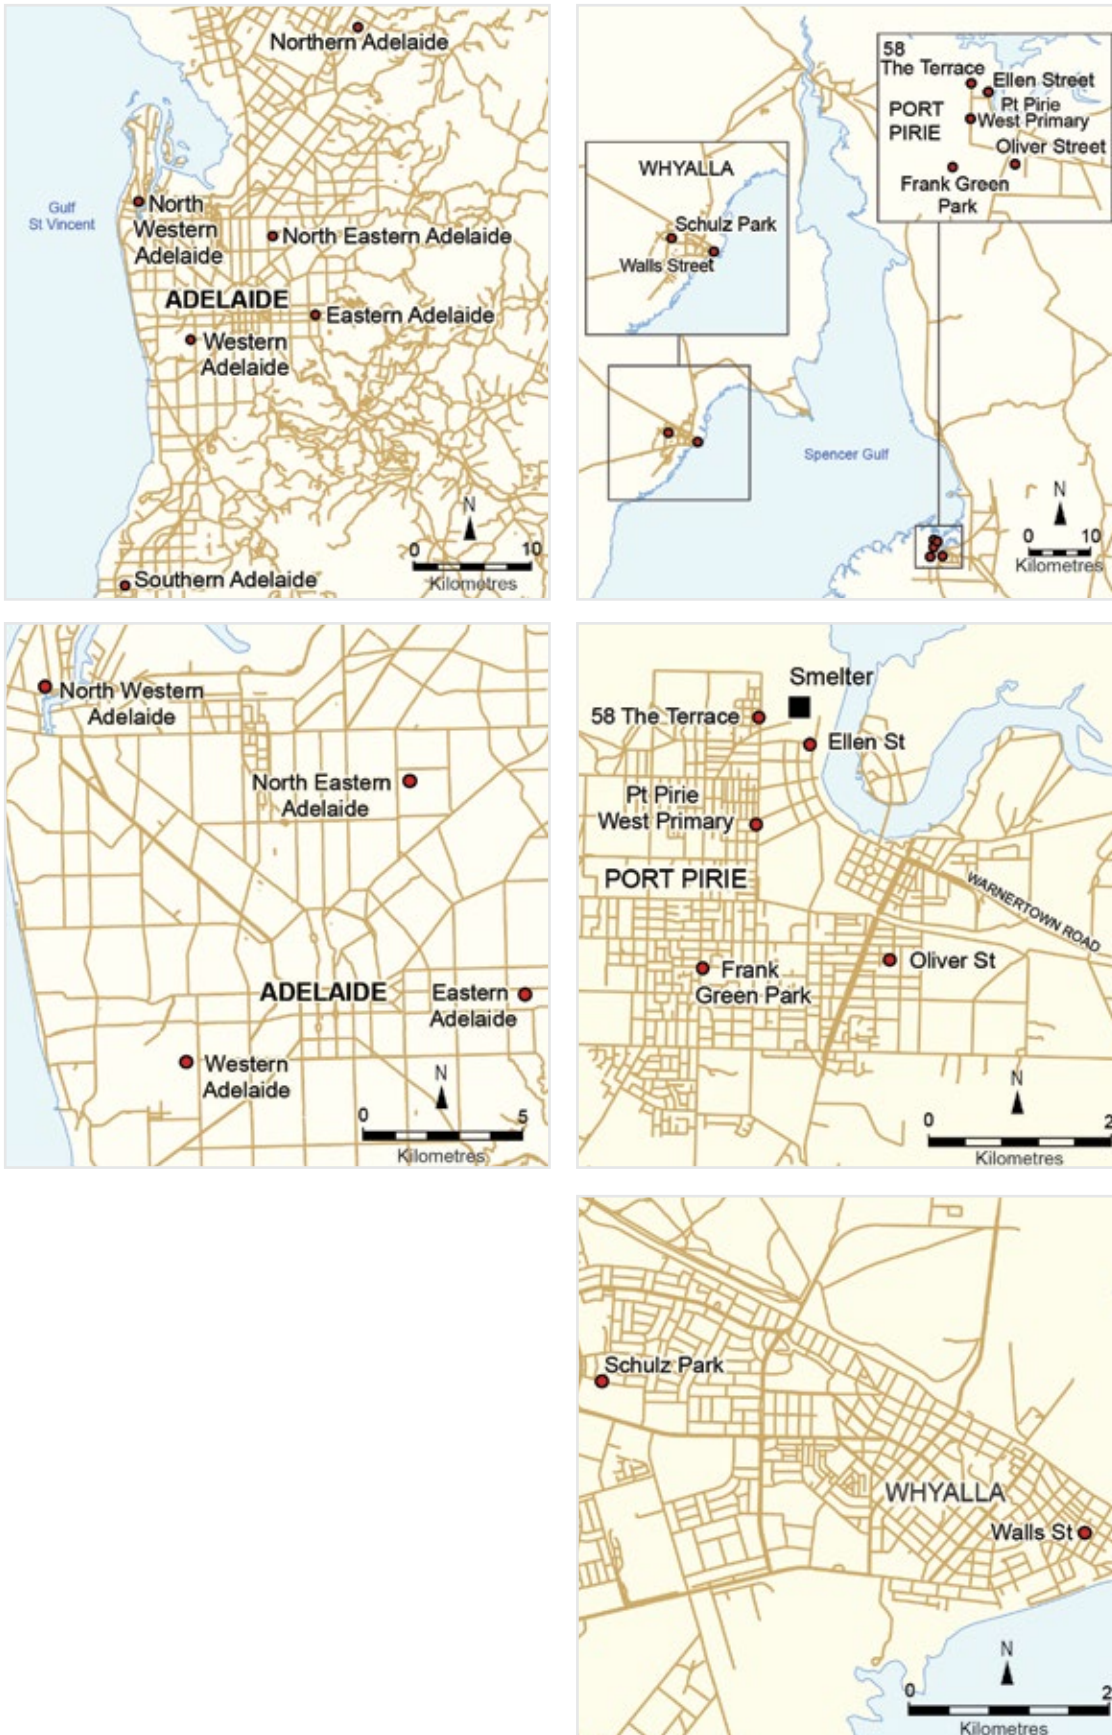 Northern Adelaide
Gulf
St Vincent
North
Western
Adelaide
North Eastern Adelaide
ADELAIDE
Eastern Adelaide
Western
Adelaide
N
0 10
Kilometres
Southern Adelaide
58
The Terrace
Ellen Street
PORT
PIRIE
Pt Pirie
West Primary
Oliver Street
Frank Green
Park
WHYALLA
Schulz Park
Walls Street
Spencer Gulf
N
0 10
Kilometres
North Western
Adelaide
North Eastern
Adelaide
ADELAIDE
Eastern
Adelaide
Western
Adelaide
N
0 5
Kilometres
Smelter
58 The Terrace
Ellen St
Pt Pirie
West Primary
PORT PIRIE
WARNERTOWN ROAD
Frank
Green Park
Oliver St
N
0 2
Kilometres
Schulz Park
WHYALLA
Walls St
N
0 2
Kilometres